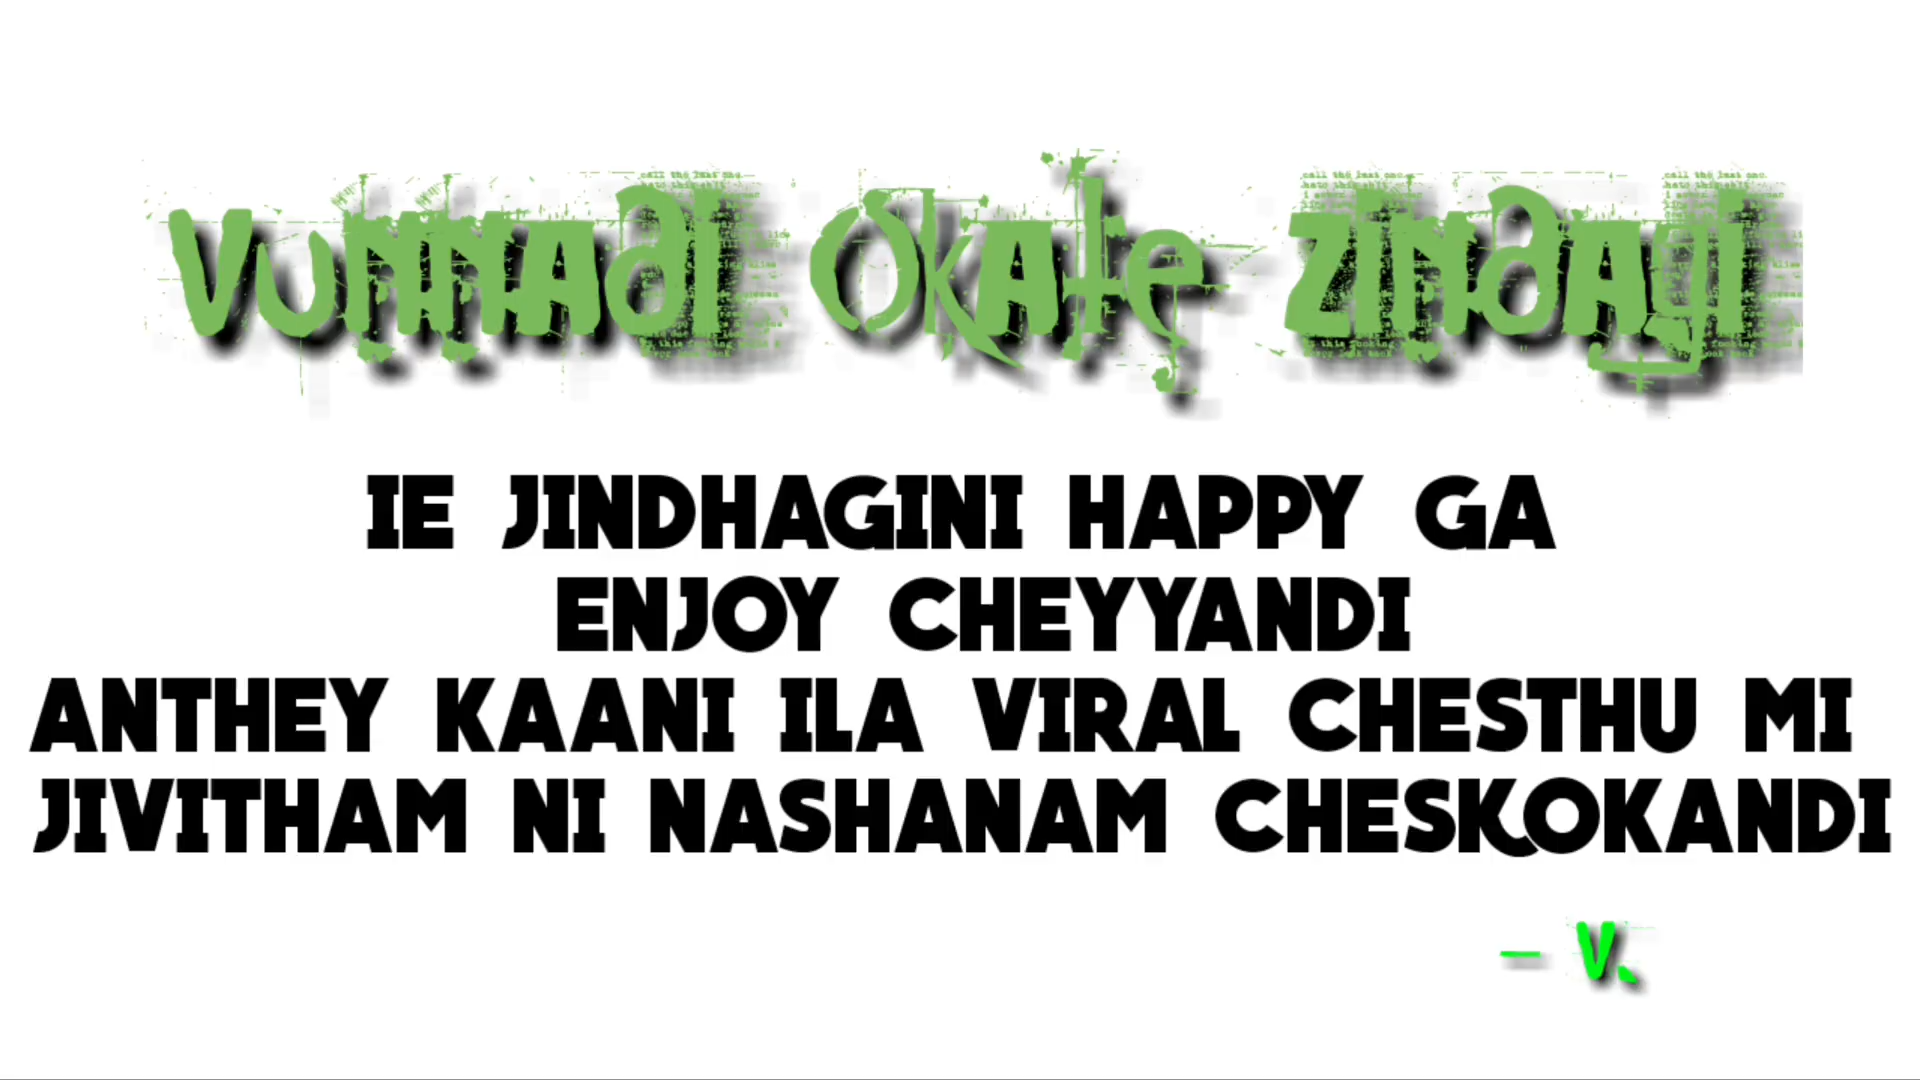 Vunnadi Okate Zindagi
IE JINDHAGINI HAPPY GA
ENJOY CHEYYANDI
ANTHEY KAANI ILA VIRAL CHESTHU MI
JIVITHAM NI NASHANAM CHESKOKANDI
– V.